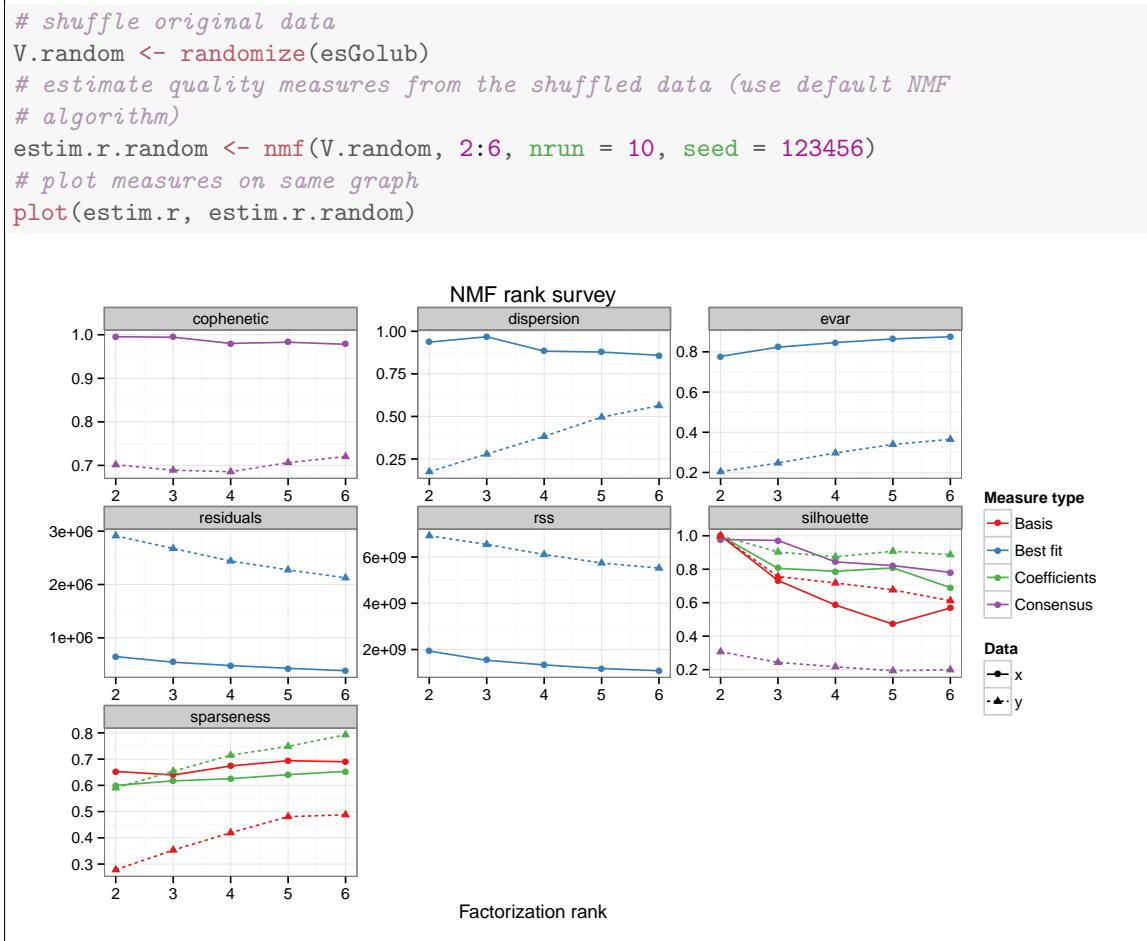 # shuffle original data
V.random <- randomize(esGolub)
# estimate quality measures from the shuffled data (use default NMF
# algorithm)
estim.r.random <- nmf(V.random, 2:6, nrun = 10, seed = 123456)
# plot measures on same graph
plot(estim.r, estim.r.random)
NMF rank survey
cophenetic
1.0
0.9
0.8
0.7
2 3 4 5 6
dispersion
1.00
0.75
0.50
0.25
2 3 4 5 6
evar
0.8
0.6
0.4
0.2
2 3 4 5 6
residuals
3e+06
2e+06
1e+06
2 3 4 5 6
rss
6e+09
4e+09
2e+09
2 3 4 5 6
silhouette
1.0
0.8
0.6
0.4
0.2
2 3 4 5 6
sparseness
0.8
0.7
0.6
0.5
0.4
0.3
2 3 4 5 6
Factorization rank
Measure type
Basis
Best fit
Coefficients
Consensus
Data
x
y